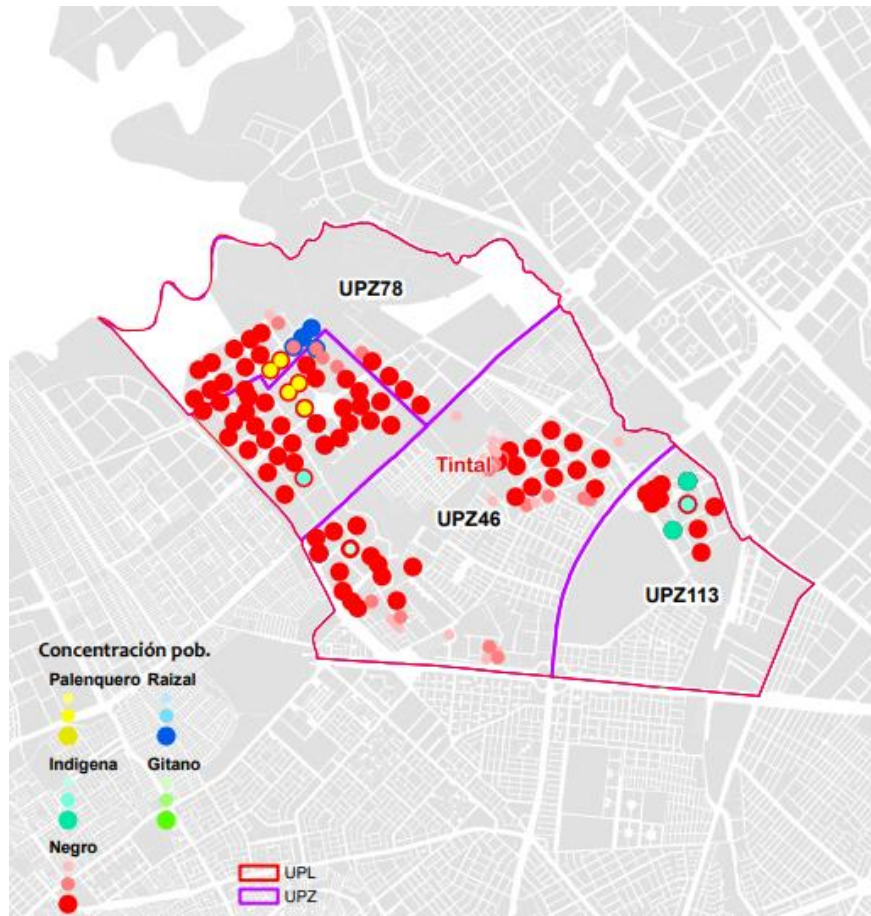 UPZ78
Tintal
UPZ46
UPZ113
Concentración pob.
Palenquero Raizal
Indigena Gitano
Negro
UPL
UPZ